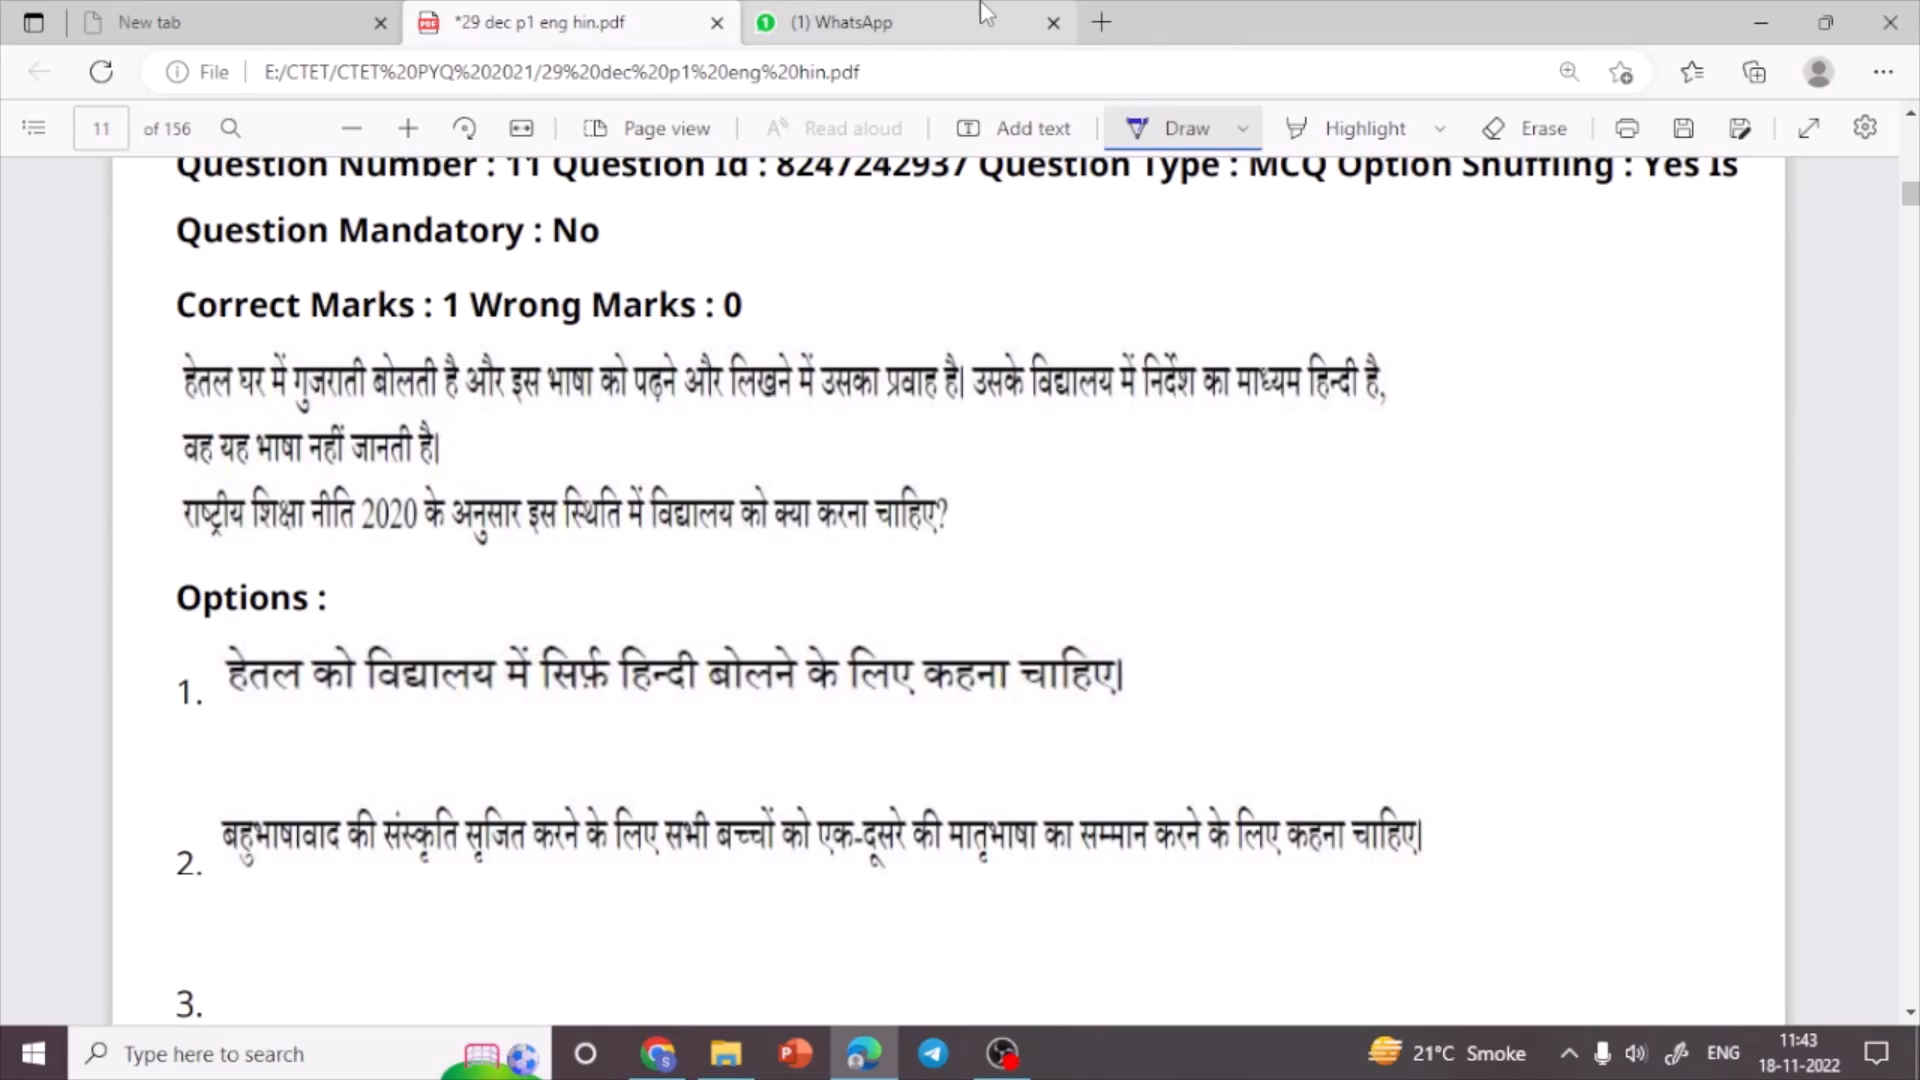 New tab
*29 dec p1 eng hin.pdf
(1) WhatsApp
File
E:/CTET/CTET%20PYQ%202021/29%20dec%20p1%20eng%20hin.pdf
11 of 156
Page view
Read aloud
Add text
Draw
Highlight
Erase
Question Number : 11 Question Id : 8247242937 Question Type : MCQ Option Shuffling : Yes Is
Question Mandatory : No
Correct Marks : 1 Wrong Marks : 0
हेतल घर में गुजराती बोलती है और इस भाषा को पढ़ने और लिखने में उसका प्रवाह है। उसके विद्यालय में निर्देश का माध्यम हिन्दी है,
वह यह भाषा नहीं जानती है।
राष्ट्रीय शिक्षा नीति 2020 के अनुसार इस स्थिति में विद्यालय को क्या करना चाहिए?
Options :
1. हेतल को विद्यालय में सिर्फ़ हिन्दी बोलने के लिए कहना चाहिए।
2. बहुभाषावाद की संस्कृति सृजित करने के लिए सभी बच्चों को एक-दूसरे की मातृभाषा का सम्मान करने के लिए कहना चाहिए।
3.
Type here to search
21°C Smoke
ENG
11:43
18-11-2022